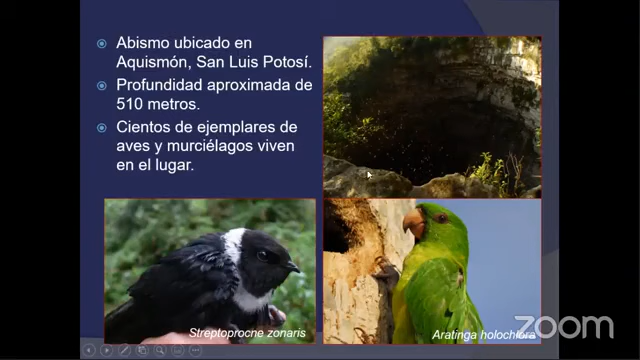 Abismo ubicado en
Aquismón, San Luis Potosí.
Profundidad aproximada de
510 metros.
Cientos de ejemplares de
aves y murciélagos viven
en el lugar.
Streptoprocne zonaris
Aratinga holochlora
zoom